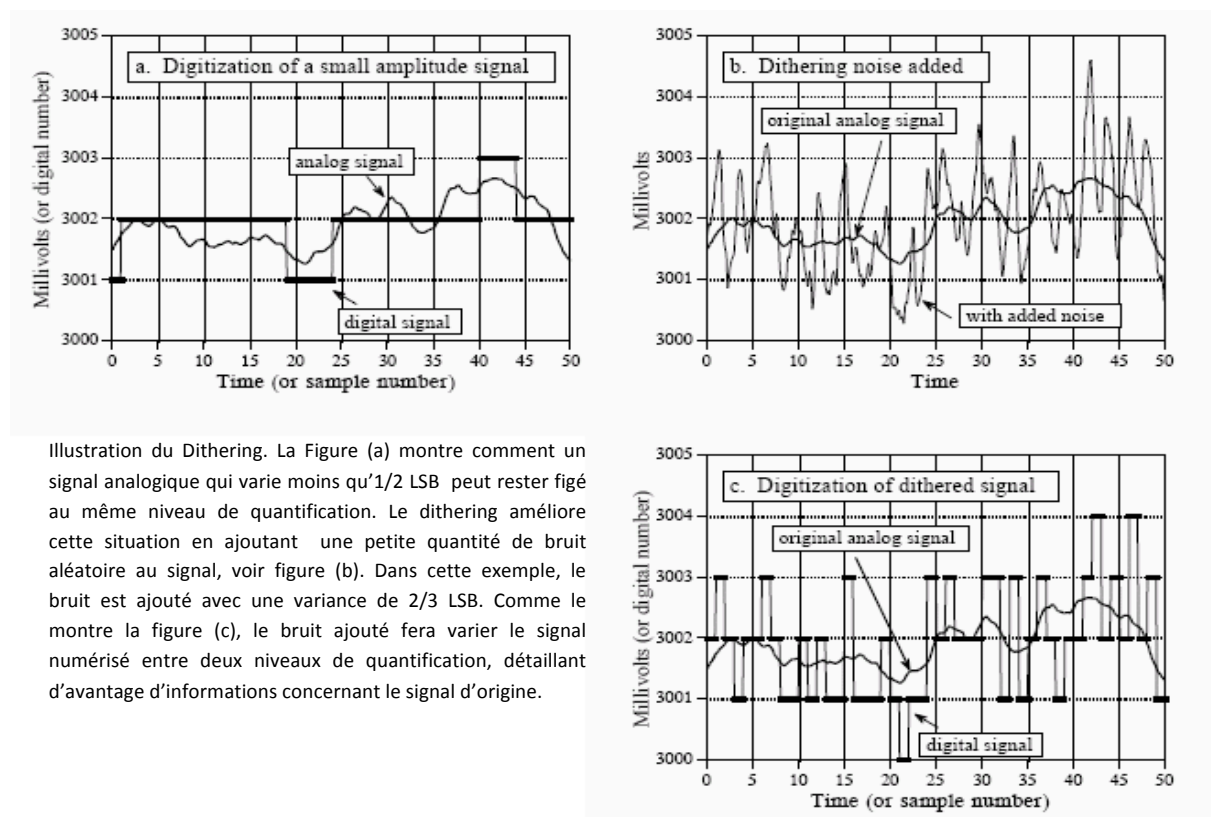 3005
a. Digitization of a small amplitude signal
3004
3003
analog signal
3002
3001
digital signal
3000
0 5 10 15 20 25 30 35 40 45 50
Time (or sample number)
Millivolts (or digital number)
3005
b. Dithering noise added
3004
original analog signal
3003
3002
3001
with added noise
3000
0 5 10 15 20 25 30 35 40 45 50
Time
Millivolts
Illustration du Dithering. La Figure (a) montre comment un
signal analogique qui varie moins qu’1/2 LSB peut rester figé
au même niveau de quantification. Le dithering améliore
cette situation en ajoutant une petite quantité de bruit
aléatoire au signal, voir figure (b). Dans cette exemple, le
bruit est ajouté avec une variance de 2/3 LSB. Comme le
montre la figure (c), le bruit ajouté fera varier le signal
numérisé entre deux niveaux de quantification, détaillant
d’avantage d’informations concernant le signal d’origine.
3005
c. Digitization of dithered signal
3004
original analog signal
3003
3002
3001
digital signal
3000
0 5 10 15 20 25 30 35 40 45 50
Time (or sample number)
Millivolts (or digital number)